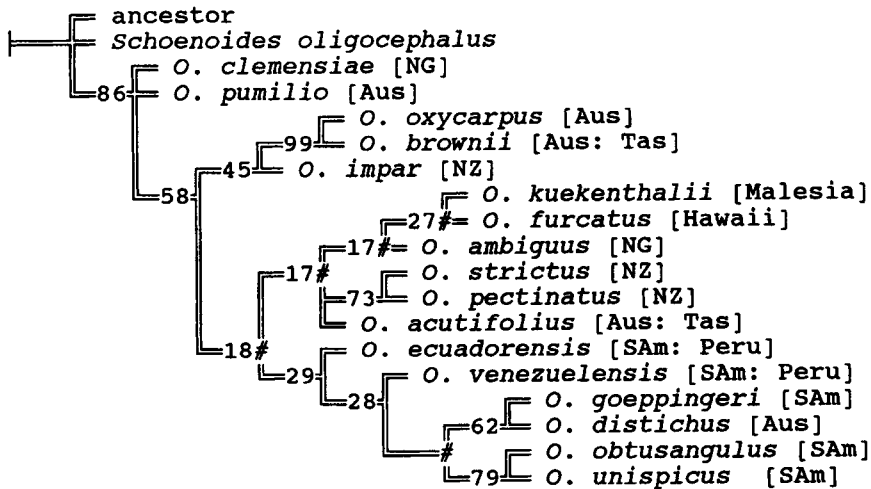 ancestor
Schoenoides oligocephalus
O. clemensiae [NG]
86 O. pumilio [Aus]
O. oxycarpus [Aus]
99 O. brownii [Aus: Tas]
45 O. impar [NZ]
58 O. kuekenthalii [Malesia]
27# O. furcatus [Hawaii]
17# O. ambiguus [NG]
17# O. strictus [NZ]
73 O. pectinatus [NZ]
O. acutifolius [Aus: Tas]
18# O. ecuadorensis [SAm: Peru]
29 O. venezuelensis [SAm: Peru]
28 O. goeppingeri [SAm]
62 O. distichus [Aus]
# O. obtusangulus [SAm]
79 O. unispicus [SAm]